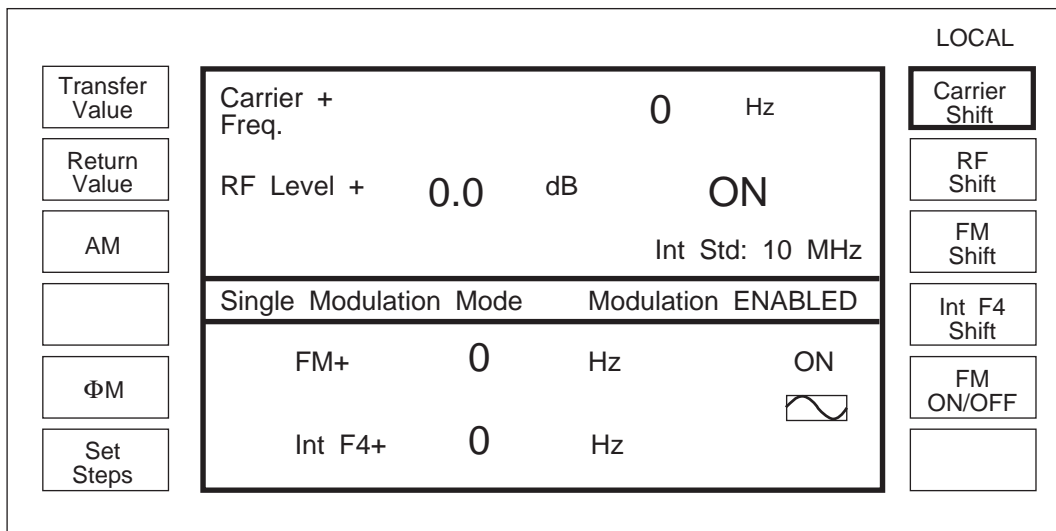 LOCAL
Transfer
Value
Return
Value
AM
ΦM
Set
Steps
Carrier +
Freq.
0 Hz
RF Level + 0.0 dB ON
Int Std: 10 MHz
Single Modulation Mode Modulation ENABLED
FM+ 0 Hz ON
Int F4+ 0 Hz
Carrier
Shift
RF
Shift
FM
Shift
Int F4
Shift
FM
ON/OFF